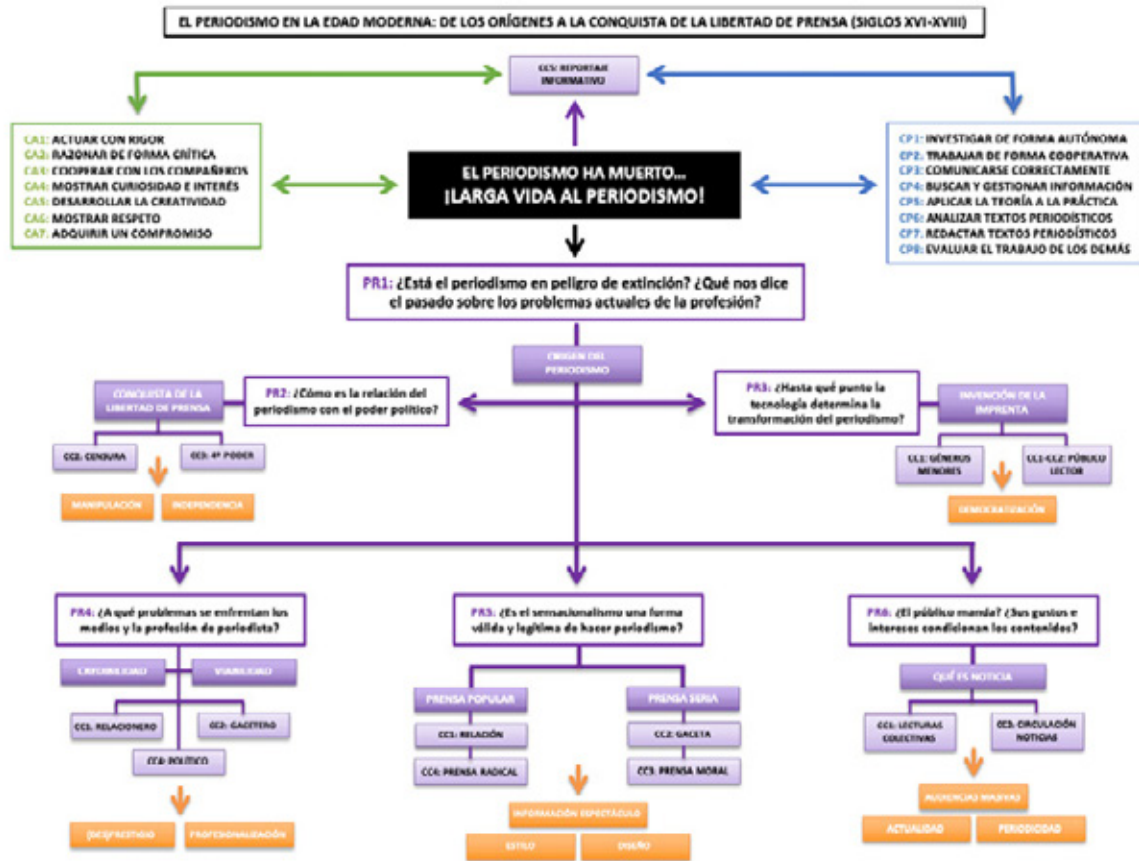 EL PERIODISMO EN LA EDAD MODERNA: DE LOS ORÍGENES A LA CONQUISTA DE LA LIBERTAD DE PRENSA (SIGLOS XVI-XVIII)
CC5: REPORTAJE
INFORMATIVO
CA1: ACTUAR CON RIGOR
CA2: RAZONAR DE FORMA CRÍTICA
CA3: COOPERAR CON LOS COMPAÑEROS
CA4: MOSTRAR CURIOSIDAD E INTERÉS
CA5: DESARROLLAR LA CREATIVIDAD
CA6: MOSTRAR RESPETO
CA7: ADQUIRIR UN COMPROMISO
EL PERIODISMO HA MUERTO...
¡LARGA VIDA AL PERIODISMO!
CP1: INVESTIGAR DE FORMA AUTÓNOMA
CP2: TRABAJAR DE FORMA COOPERATIVA
CP3: COMUNICARSE CORRECTAMENTE
CP4: BUSCAR Y GESTIONAR INFORMACIÓN
CP5: APLICAR LA TEORÍA A LA PRÁCTICA
CP6: ANALIZAR TEXTOS PERIODÍSTICOS
CP7: REDACTAR TEXTOS PERIODÍSTICOS
CP8: EVALUAR EL TRABAJO DE LOS DEMÁS
PR1: ¿Está el periodismo en peligro de extinción? ¿Qué nos dice
el pasado sobre los problemas actuales de la profesión?
ORIGEN DEL
PERIODISMO
CONQUISTA DE LA
LIBERTAD DE PRENSA
PR2: ¿Cómo es la relación del
periodismo con el poder político?
CC2: CENSURA
CC3: 4º PODER
MANIPULACIÓN
INDEPENDENCIA
PR3: ¿Hasta qué punto la
tecnología determina la
transformación del periodismo?
INVENCIÓN DE LA
IMPRENTA
CC1: GÉNEROS
MENORES
CC1-CC2: PÚBLICO
LECTOR
DEMOCRATIZACIÓN
PR4: ¿A qué problemas se enfrentan los
medios y la profesión de periodista?
CREDIBILIDAD
VIABILIDAD
CC1: RELACIONERO
CC2: GACETERO
CC4: POLÍTICO
(DES)PRESTIGIO
PROFESIONALIZACIÓN
PR5: ¿Es el sensacionalismo una forma
válida y legítima de hacer periodismo?
PRENSA POPULAR
PRENSA SERIA
CC1: RELACIÓN
CC2: GACETA
CC4: PRENSA RADICAL
CC3: PRENSA MORAL
INFORMACIÓN ESPECTÁCULO
ESTILO
DISEÑO
PR6: ¿El público manda? ¿Sus gustos e
intereses condicionan los contenidos?
QUÉ ES NOTICIA
CC1: LECTURAS
COLECTIVAS
CC3: CIRCULACIÓN
NOTICIAS
AUDIENCIAS MASIVAS
ACTUALIDAD
PERIODICIDAD